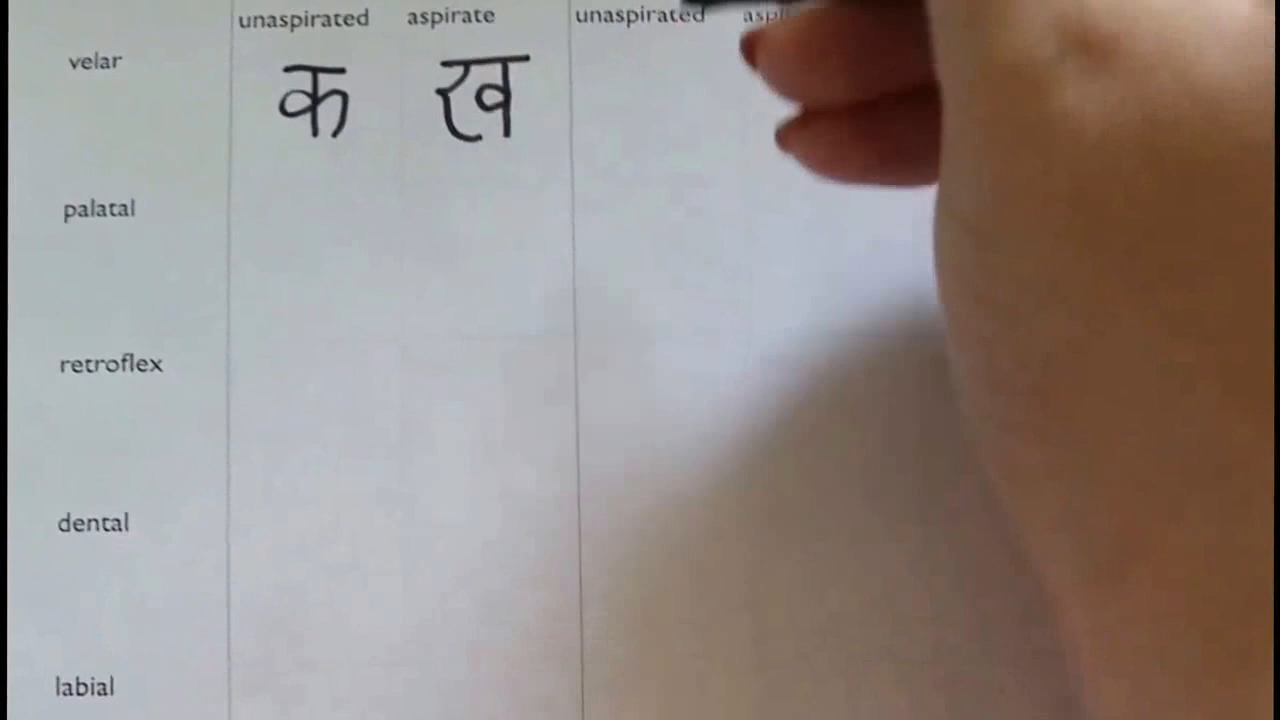 unaspirated aspirate unaspirated
velar क ख
palatal
retroflex
dental
labial